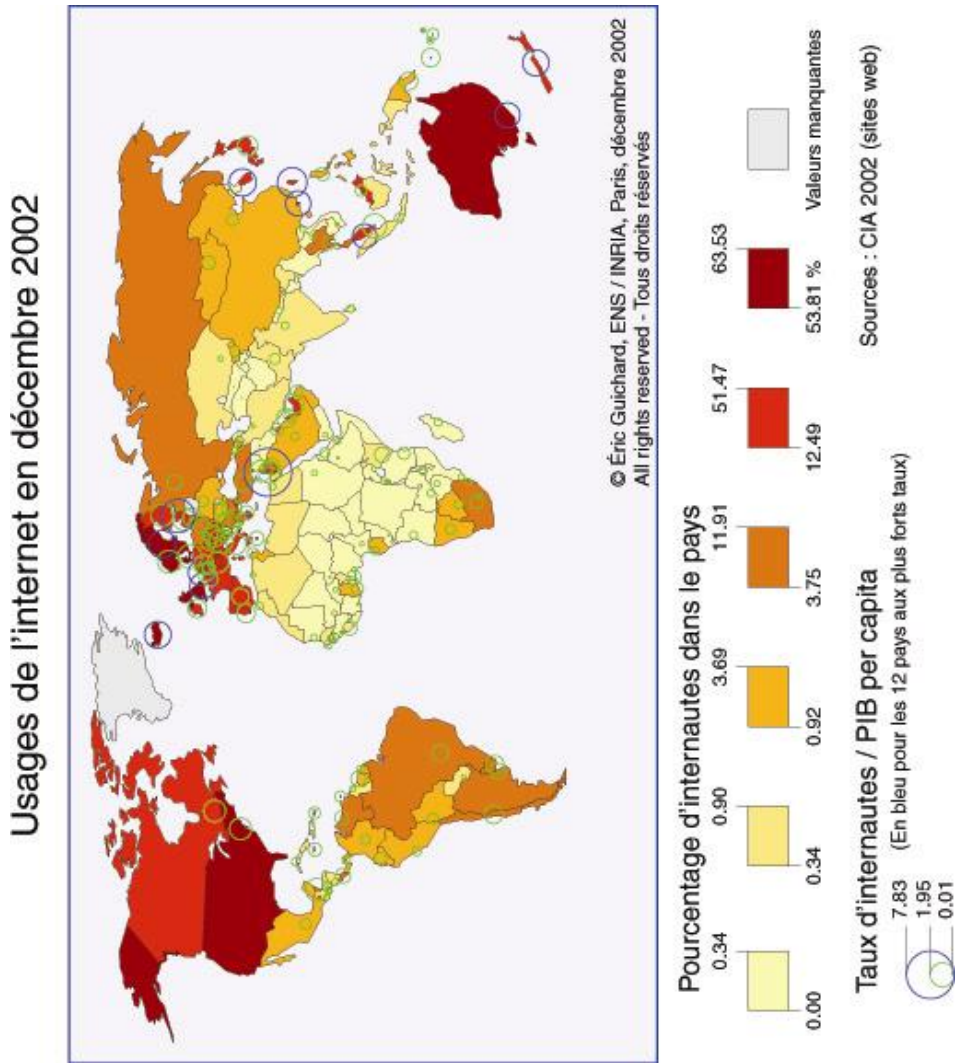 Usages de l'internet en décembre 2002
© Éric Guichard, ENS / INRIA, Paris, décembre 2002
All rights reserved - Tous droits réservés
Pourcentage d'internautes dans le pays
0.00 0.34
0.34 0.90
0.92 3.69
3.75 11.91
12.49 51.47
53.81 % 63.53
Valeurs manquantes
Taux d'internautes / PIB per capita
(En bleu pour les 12 pays aux plus forts taux)
Sources : CIA 2002 (sites web)
7.83
1.95
0.01